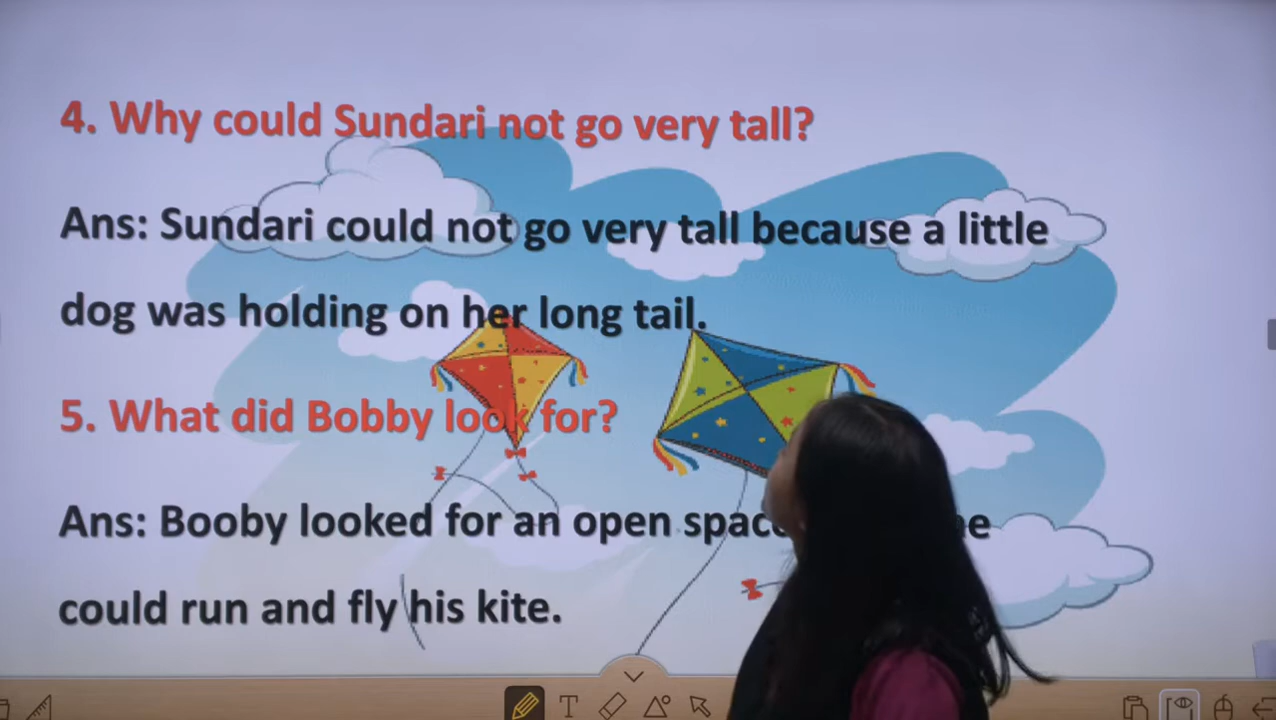 4. Why could Sundari not go very tall?
Ans: Sundari could not go very tall because a little
dog was holding on her long tail.
5. What did Bobby look for?
Ans: Booby looked for an open
could run and fly his kite.
T